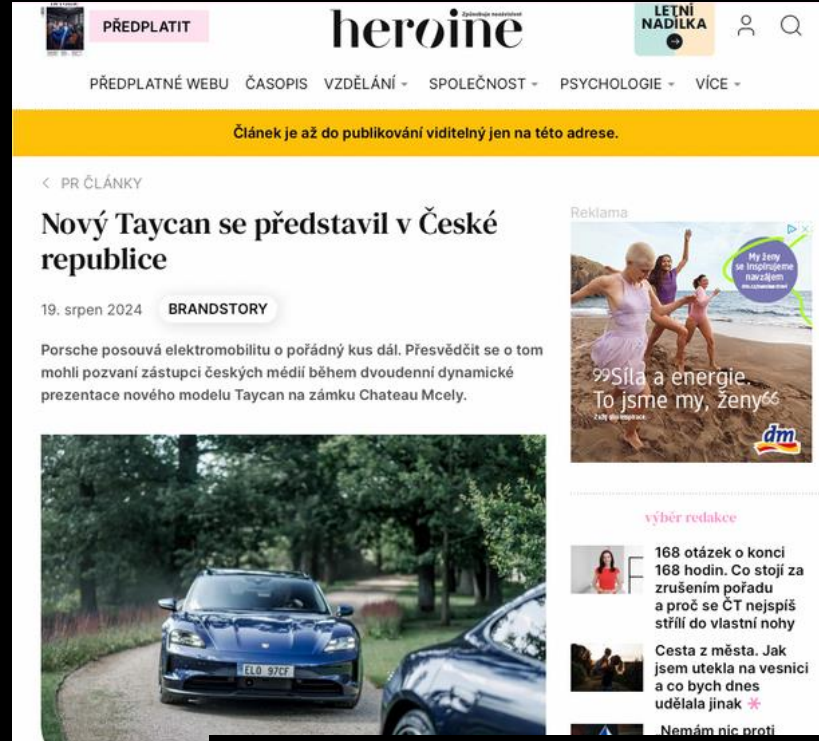 PŘEDPLATIT
heroine
LETNÍ
NADÍLKA
PŘEDPLATNÉ WEBU ČASOPIS VZDĚLÁNÍ SPOLEČNOST PSYCHOLOGIE VÍCE
Článek je až do publikování viditelný jen na této adrese.
< PR ČLÁNKY
Nový Taycan se představil v České
republice
19. srpen 2024 BRANDSTORY
Porsche posouvá elektromobilitu o pořádný kus dál. Přesvědčit se o tom
mohli pozvaní zástupci českých médií během dvoudenní dynamické
prezentace nového modelu Taycan na zámku Chateau Mcely.
EL0 97CF
Reklama
My ženy
se inspirujeme
navzájem
99Síla a energie.
To jsme my, ženy66
dm
výběr redakce
168 otázek o konci
168 hodin. Co stojí za
zrušením pořadu
a proč se ČT nejspíš
střílí do vlastní nohy
Cesta z města. Jak
jsem utekla na vesnici
a co bych dnes
udělala jinak
„Nemám nic proti